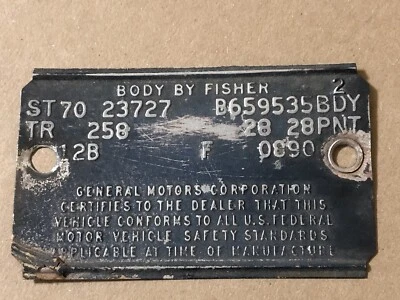 BODY BY FISHER 2
ST70 23727 B659535BDY
TR 258 28 28PNT
12B F 0890
GENERAL MOTORS CORPORATION
CERTIFIES TO THE DEALER THAT THIS
VEHICLE CONFORMS TO ALL U.S. FEDERAL
MOTOR VEHICLE SAFETY STANDARDS
APPLICABLE AT TIME OF MANUFACTURE